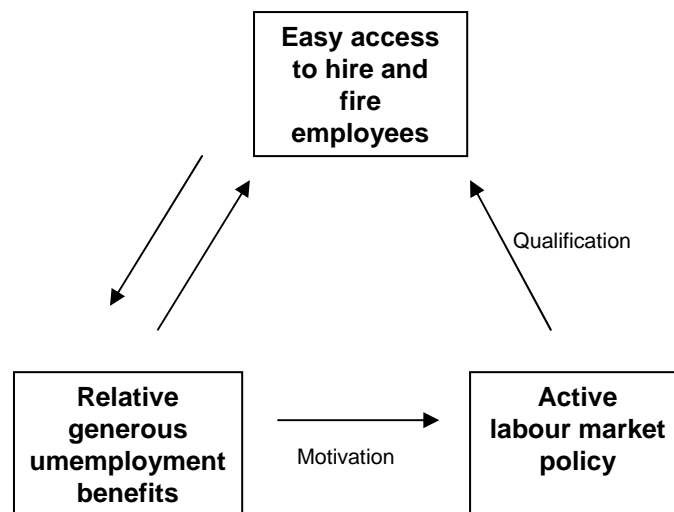 Easy access
to hire and
fire
employees
Qualification
Relative
generous
umemployment
benefits
Motivation
Active
labour market
policy